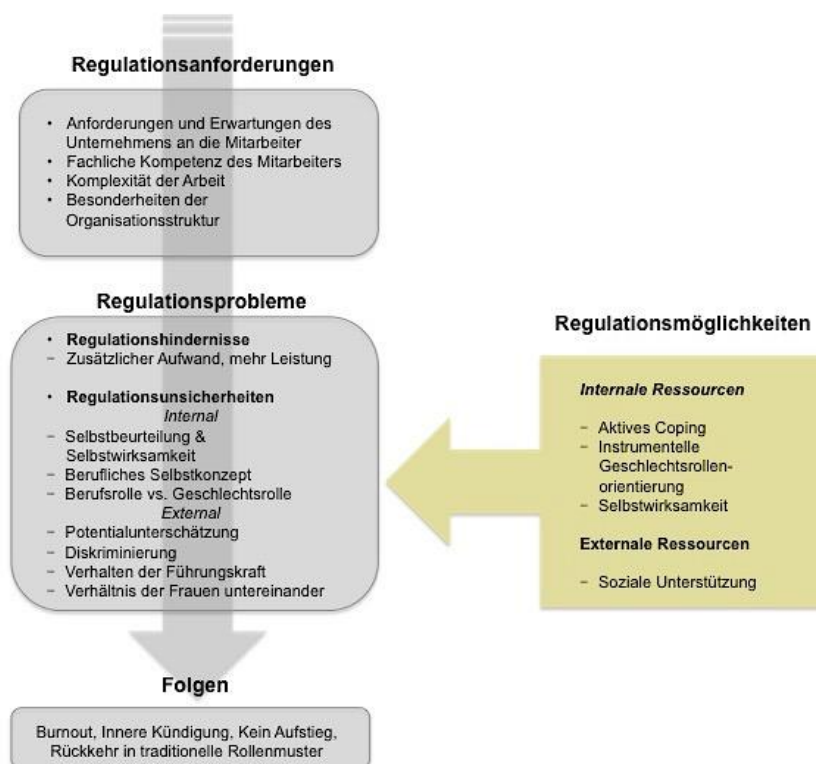 Regulationsanforderungen
• Anforderungen und Erwartungen des
Unternehmens an die Mitarbeiter
• Fachliche Kompetenz des Mitarbeiters
• Komplexität der Arbeit
• Besonderheiten der
Organisationsstruktur
Regulationsprobleme
• Regulationshindernisse
− Zusätzlicher Aufwand, mehr Leistung
• Regulationsunsicherheiten
Internal
− Selbstbeurteilung &
Selbstwirksamkeit
− Berufliches Selbstkonzept
− Berufsrolle vs. Geschlechtsrolle
External
− Potentialunterschätzung
− Diskriminierung
− Verhalten der Führungskraft
− Verhältnis der Frauen untereinander
Regulationsmöglichkeiten
Internale Ressourcen
− Aktives Coping
− Instrumentelle
Geschlechtsrollen-
orientierung
− Selbstwirksamkeit
Externale Ressourcen
− Soziale Unterstützung
Folgen
Burnout, Innere Kündigung, Kein Aufstieg,
Rückkehr in traditionelle Rollenmuster